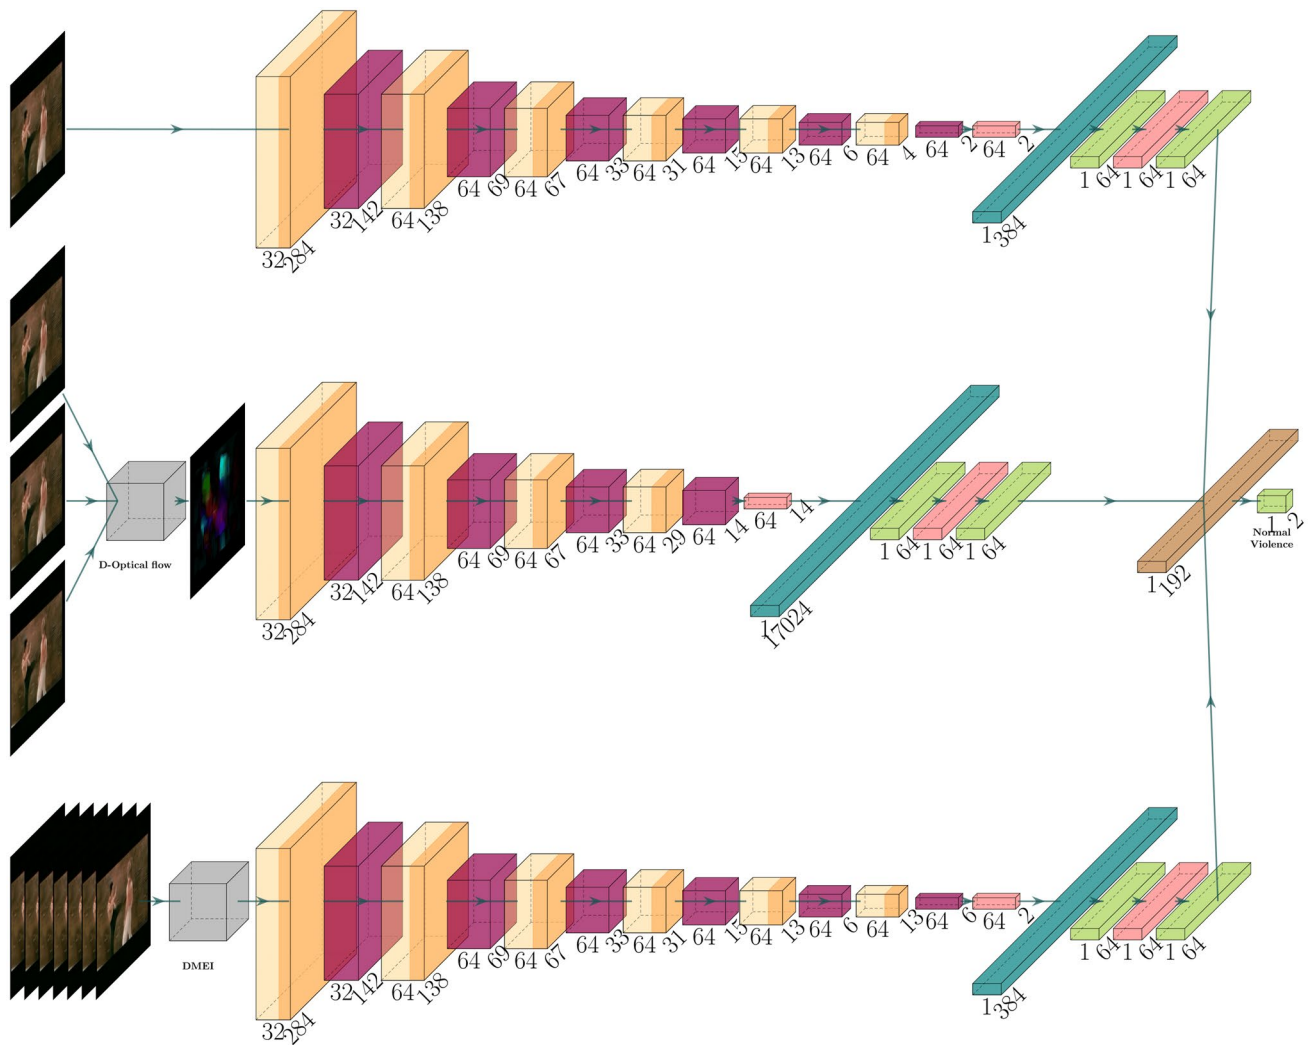 32 284 32 142 64 138 64 69 64 67 64 33 64 31 64 15 64 13 64 6 64 4 64 2 64 2 1 384 1 64 1 64 1 64
D-Optical flow
32 284 32 142 64 138 64 69 64 67 64 33 64 29 64 14 64 14 1 17024 1 64 1 64 1 64 1 192 1 2
Normal
Violence
DMEI
32 284 32 142 64 138 64 69 64 67 64 33 64 31 64 15 64 13 64 6 64 13 64 6 64 2 1 384 1 64 1 64 1 64